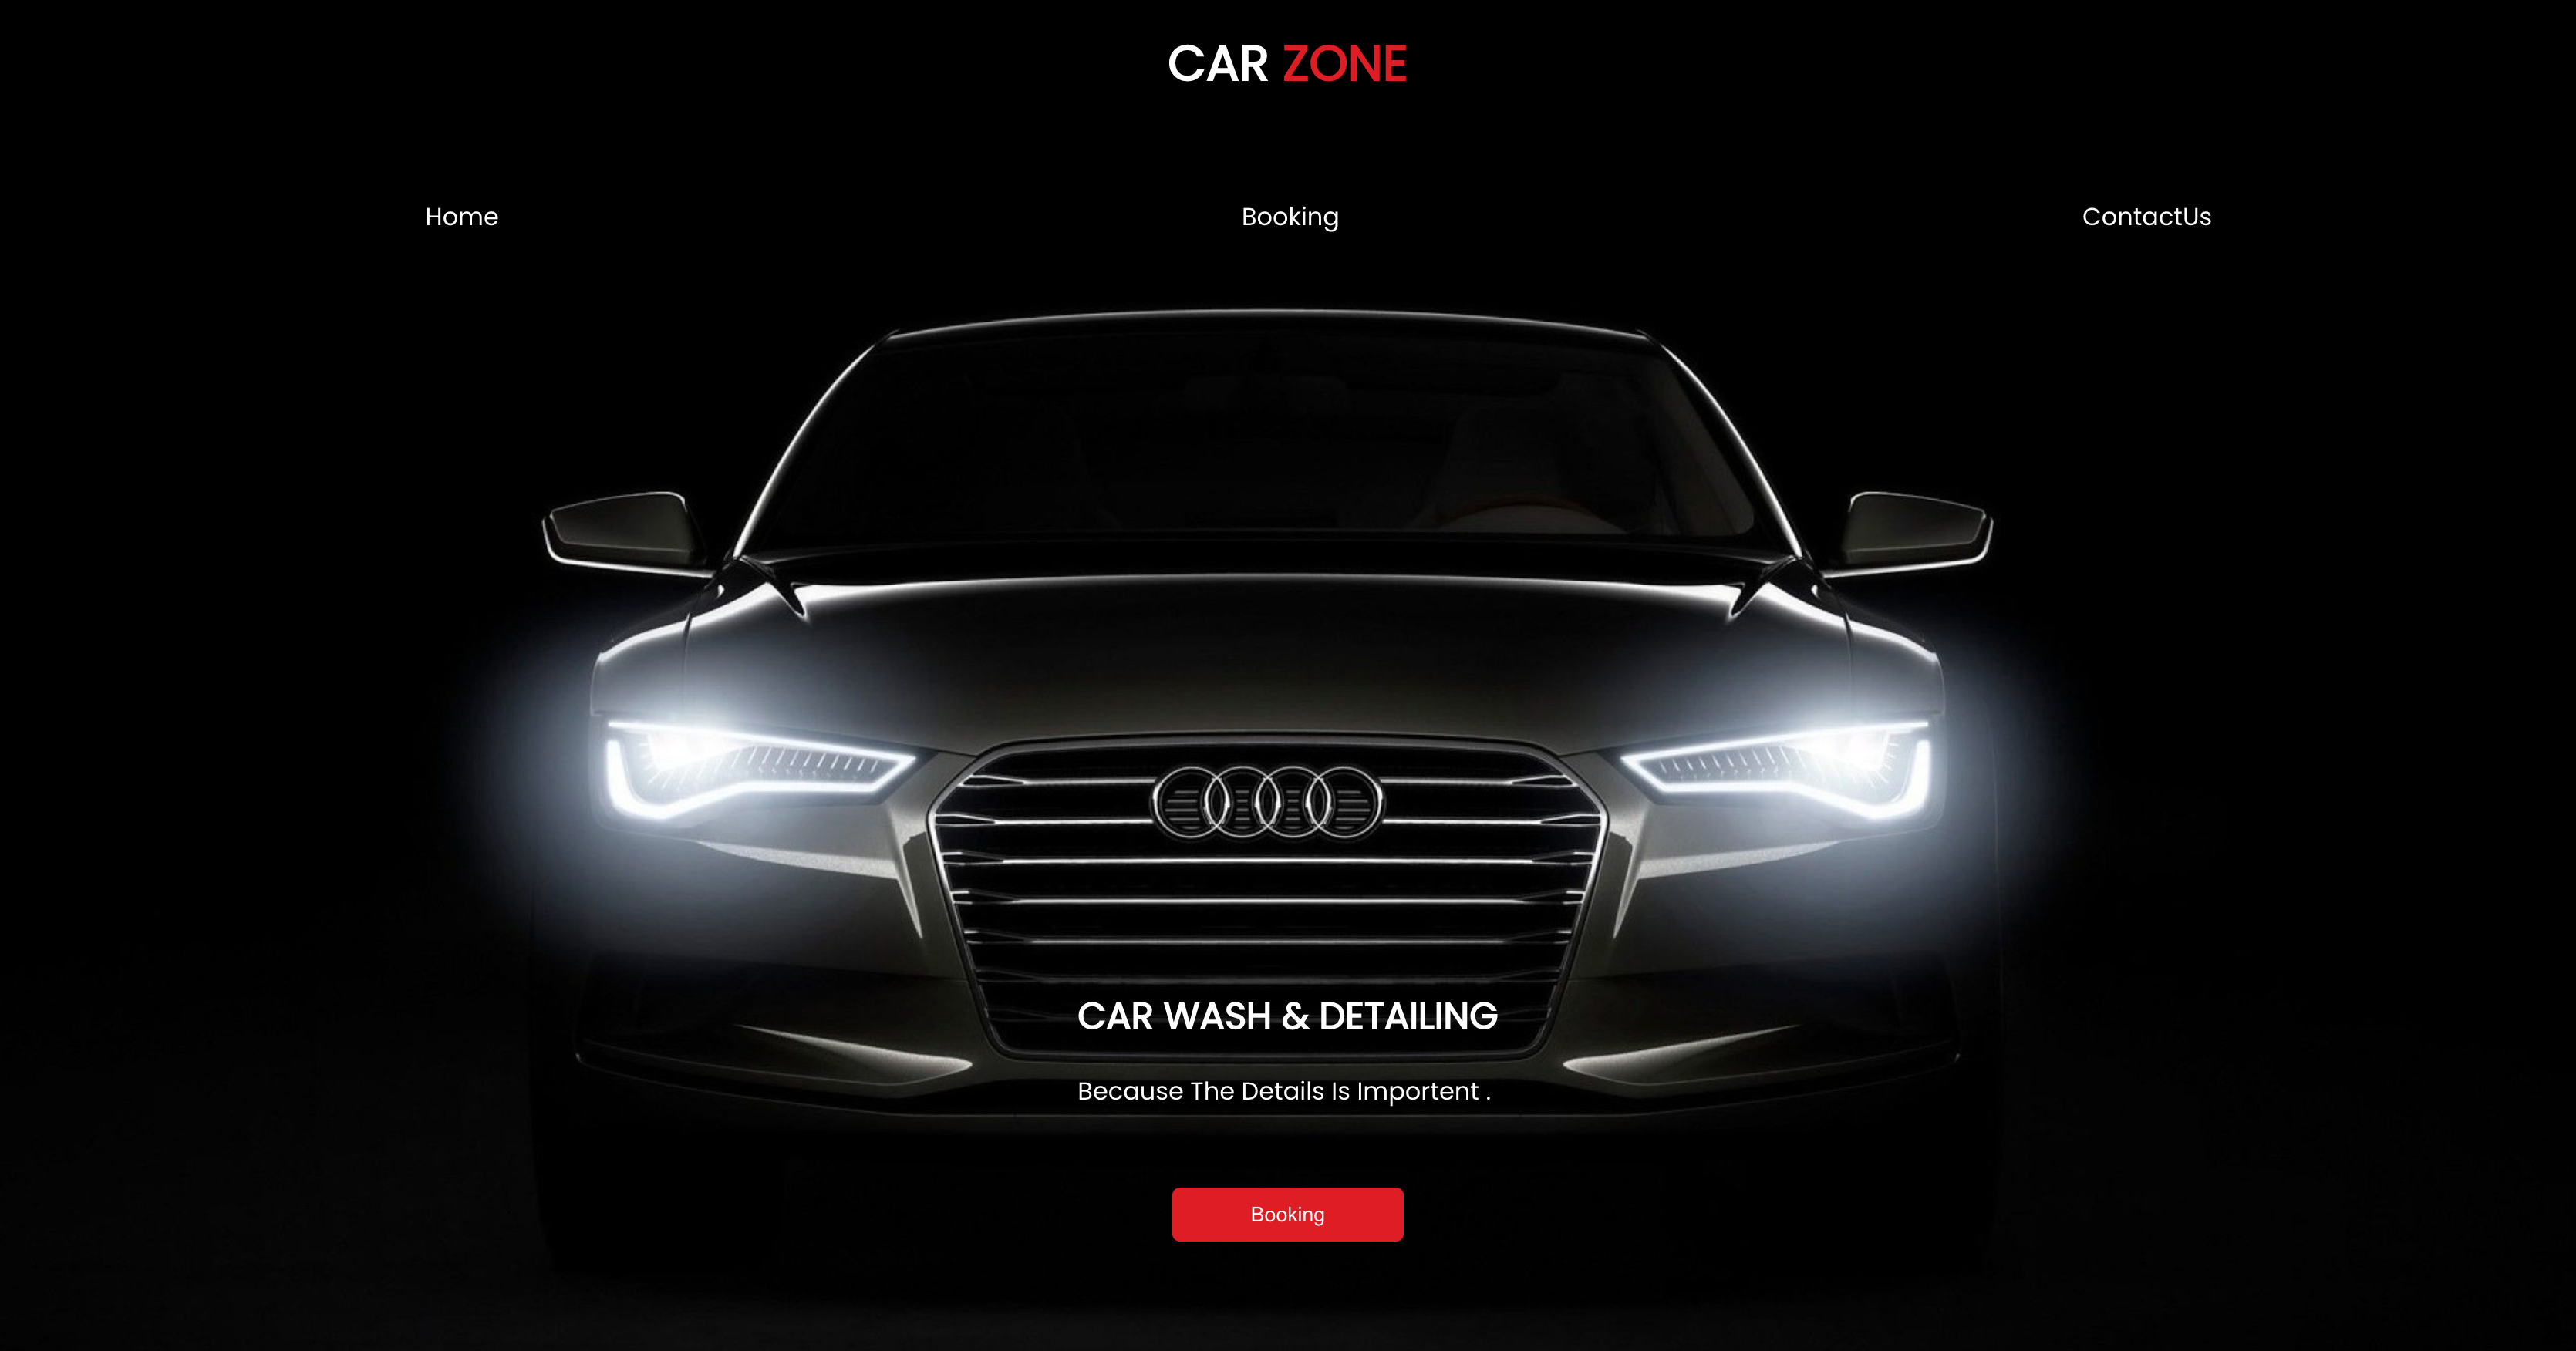 CAR ZONE
Home Booking ContactUs
CAR WASH & DETAILING
Because The Details Is Importent .
Booking